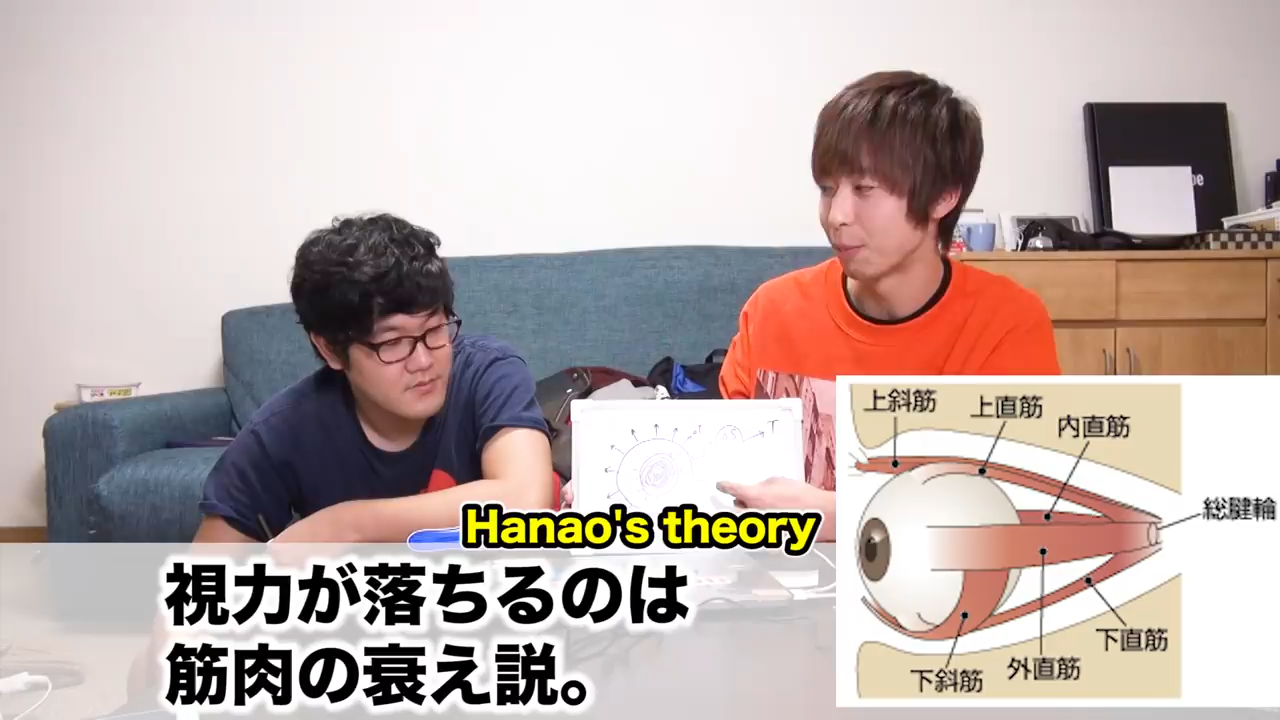 上斜筋
上直筋
内直筋
総腱輪
下直筋
外直筋
下斜筋
T
Hanao's theory
視力が落ちるのは
筋肉の衰え説。